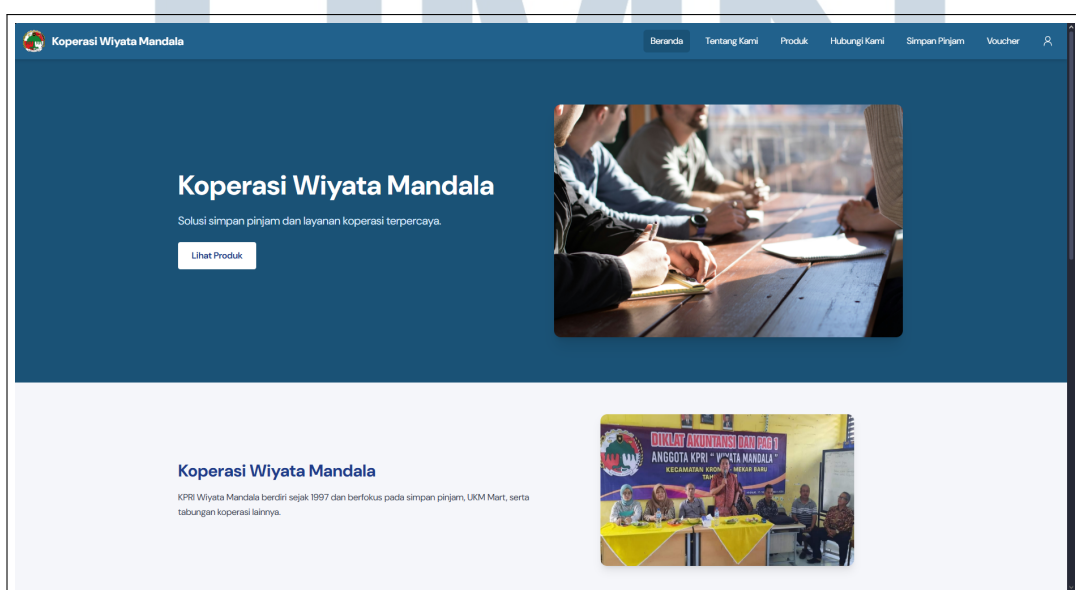 Koperasi Wiyata Mandala
Beranda Tentang Kami Produk Hubungi Kami Simpan Pinjam Voucher
Koperasi Wiyata Mandala
Solusi simpan pinjam dan layanan koperasi terpercaya.
Lihat Produk
DIKLAT AKUNTANSI DAN PAG 1
ANGGOTA KPRI " WIYATA MANDALA "
KECAMATAN KRONJO MEKAR BARU
Koperasi Wiyata Mandala
KPRI Wiyata Mandala berdiri sejak 1997 dan berfokus pada simpan pinjam, UKM Mart, serta
tabungan koperasi lainnya.